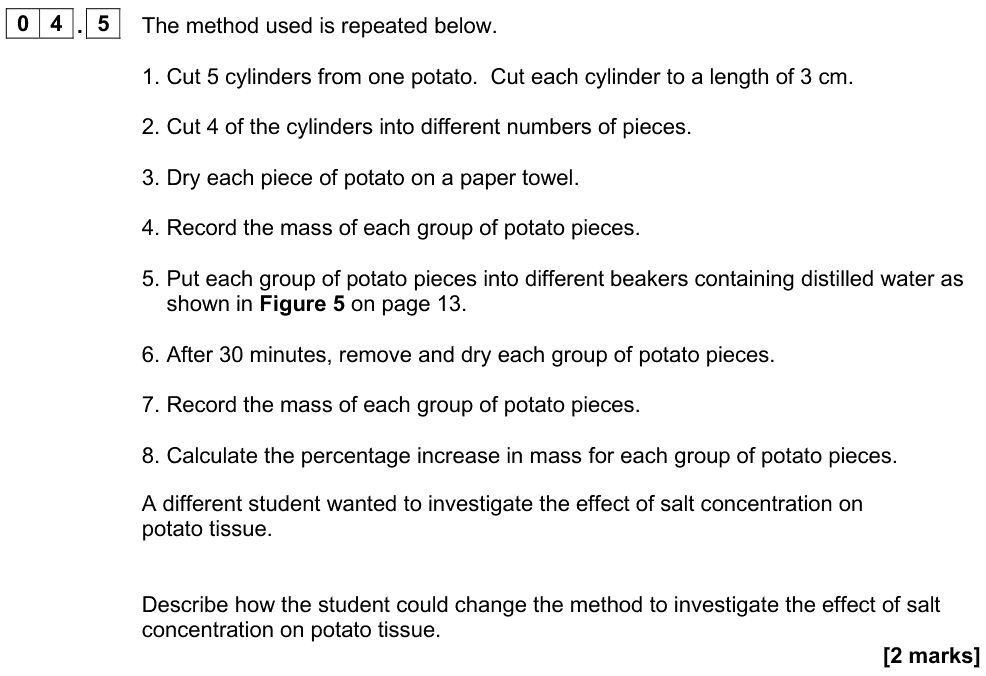 04.5 The method used is repeated below.
1. Cut 5 cylinders from one potato. Cut each cylinder to a length of 3 cm.
2. Cut 4 of the cylinders into different numbers of pieces.
3. Dry each piece of potato on a paper towel.
4. Record the mass of each group of potato pieces.
5. Put each group of potato pieces into different beakers containing distilled water as
shown in Figure 5 on page 13.
6. After 30 minutes, remove and dry each group of potato pieces.
7. Record the mass of each group of potato pieces.
8. Calculate the percentage increase in mass for each group of potato pieces.
A different student wanted to investigate the effect of salt concentration on
potato tissue.
Describe how the student could change the method to investigate the effect of salt
concentration on potato tissue.
[2 marks]